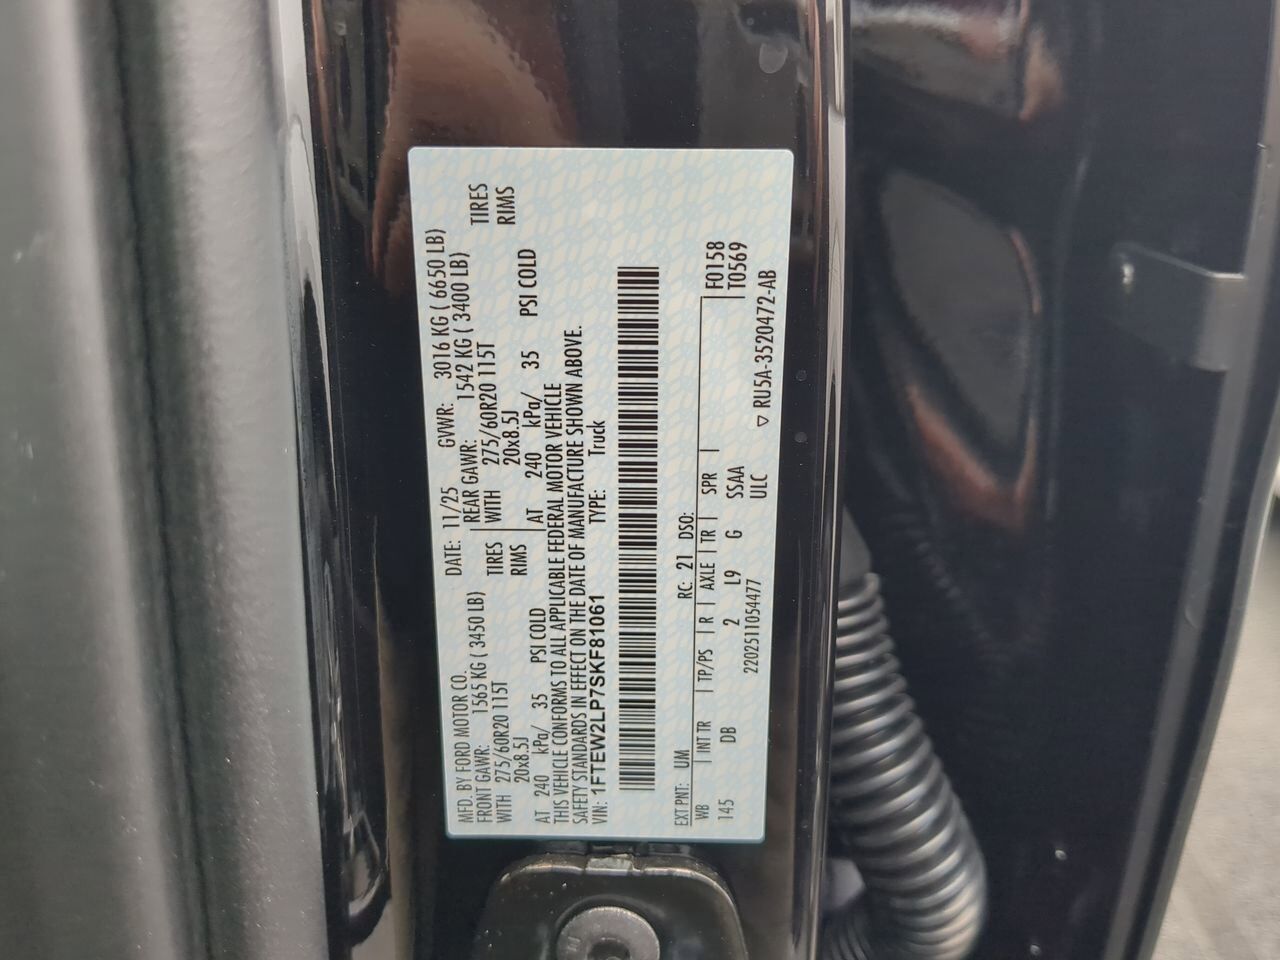 MFD. BY FORD MOTOR CO. DATE: 11/25 GVWR: 3016 KG ( 6650 LB)
FRONT GAWR: 1565 KG ( 3450 LB) REAR GAWR: 1542 KG ( 3400 LB)
WITH 275/60R20 115T TIRES WITH 275/60R20 115T TIRES
20x8.5J RIMS 20x8.5J RIMS
AT 240 kPa/ 35 PSI COLD AT 240 kPa/ 35 PSI COLD
THIS VEHICLE CONFORMS TO ALL APPLICABLE FEDERAL MOTOR VEHICLE
SAFETY STANDARDS IN EFFECT ON THE DATE OF MANUFACTURE SHOWN ABOVE.
VIN: 1FTEW2LP7SKF81061 TYPE: Truck
EXT PNT: UM RC: 21 DSO:
WB | INT TR | TP/PS | R | AXLE | TR | SPR | F0158
145 DB 2 L9 G SSAA T0569
2202511054477 ULC ▽ RU5A-3520472-AB